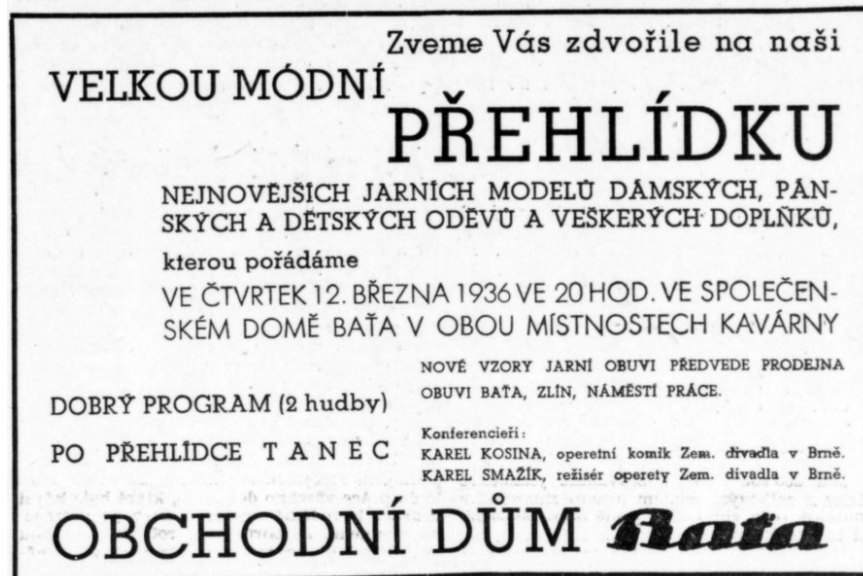 Zveme Vás zdvořile na naši
VELKOU MÓDNÍ
PŘEHLÍDKU
NEJNOVĚJŠÍCH JARNÍCH MODELŮ DÁMSKÝCH, PÁN-
SKÝCH A DĚTSKÝCH ODĚVŮ A VEŠKERÝCH DOPLŇKŮ,
kterou pořádáme
VE ČTVRTEK 12. BŘEZNA 1936 VE 20 HOD. VE SPOLEČEN-
SKÉM DOMĚ BAŤA V OBOU MÍSTNOSTECH KAVÁRNY
NOVÉ VZORY JARNÍ OBUVI PŘEDVEDE PRODEJNA
OBUVI BAŤA, ZLÍN, NÁMĚSTÍ PRÁCE.
DOBRÝ PROGRAM (2 hudby)
PO PŘEHLÍDCE TANEC
Konferencieři:
KAREL KOSINA, operetní komik Zem. divadla v Brně.
KAREL SMAŽÍK, režisér operety Zem. divadla v Brně.
OBCHODNÍ DŮM Baťa